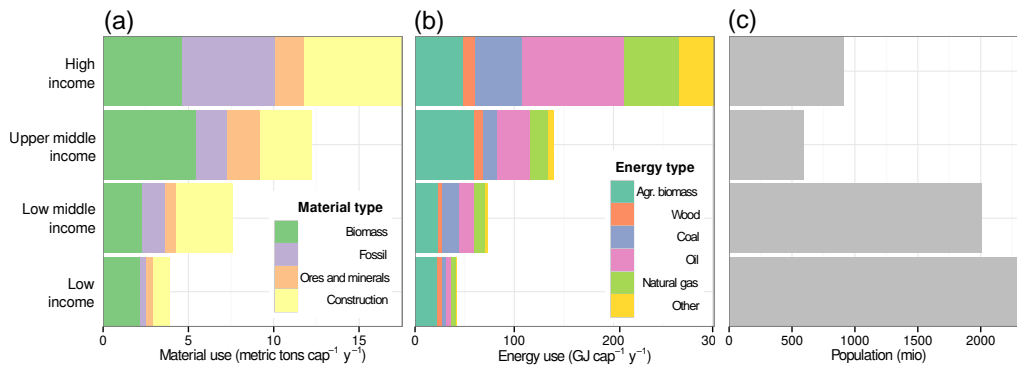 (a) (b) (c)
High
income
Upper middle
income
Low middle
income
Low
income
Material type
Biomass
Fossil
Ores and minerals
Construction
Energy type
Agr. biomass
Wood
Coal
Oil
Natural gas
Other
0 5 10 15
0 100 200 30
0 500 1000 1500 2000
Material use (metric tons cap⁻¹ y⁻¹)
Energy use (GJ cap⁻¹ y⁻¹)
Population (mio)